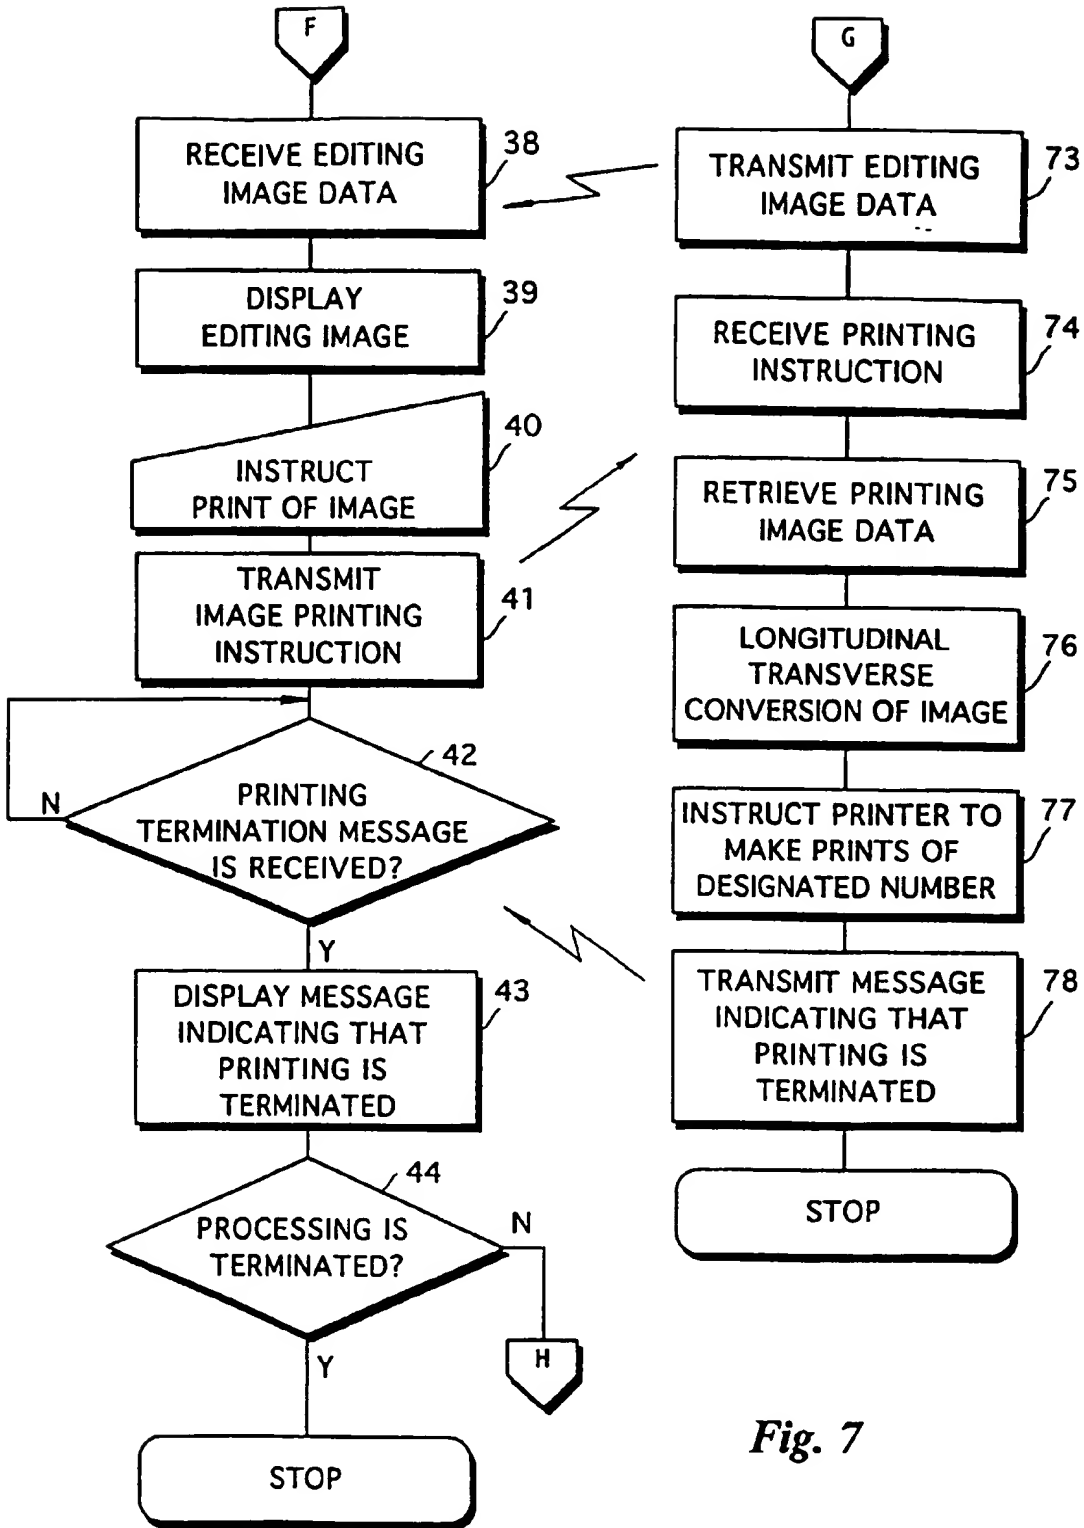 F
RECEIVE EDITING
IMAGE DATA
38
DISPLAY
EDITING IMAGE
39
INSTRUCT
PRINT OF IMAGE
40
TRANSMIT
IMAGE PRINTING
INSTRUCTION
41
PRINTING
TERMINATION MESSAGE
IS RECEIVED?
42
N
Y
DISPLAY MESSAGE
INDICATING THAT
PRINTING IS
TERMINATED
43
PROCESSING IS
TERMINATED?
44
N
H
Y
STOP
G
TRANSMIT EDITING
IMAGE DATA
73
RECEIVE PRINTING
INSTRUCTION
74
RETRIEVE PRINTING
IMAGE DATA
75
LONGITUDINAL
TRANSVERSE
CONVERSION OF IMAGE
76
INSTRUCT PRINTER TO
MAKE PRINTS OF
DESIGNATED NUMBER
77
TRANSMIT MESSAGE
INDICATING THAT
PRINTING IS
TERMINATED
78
STOP
Fig. 7